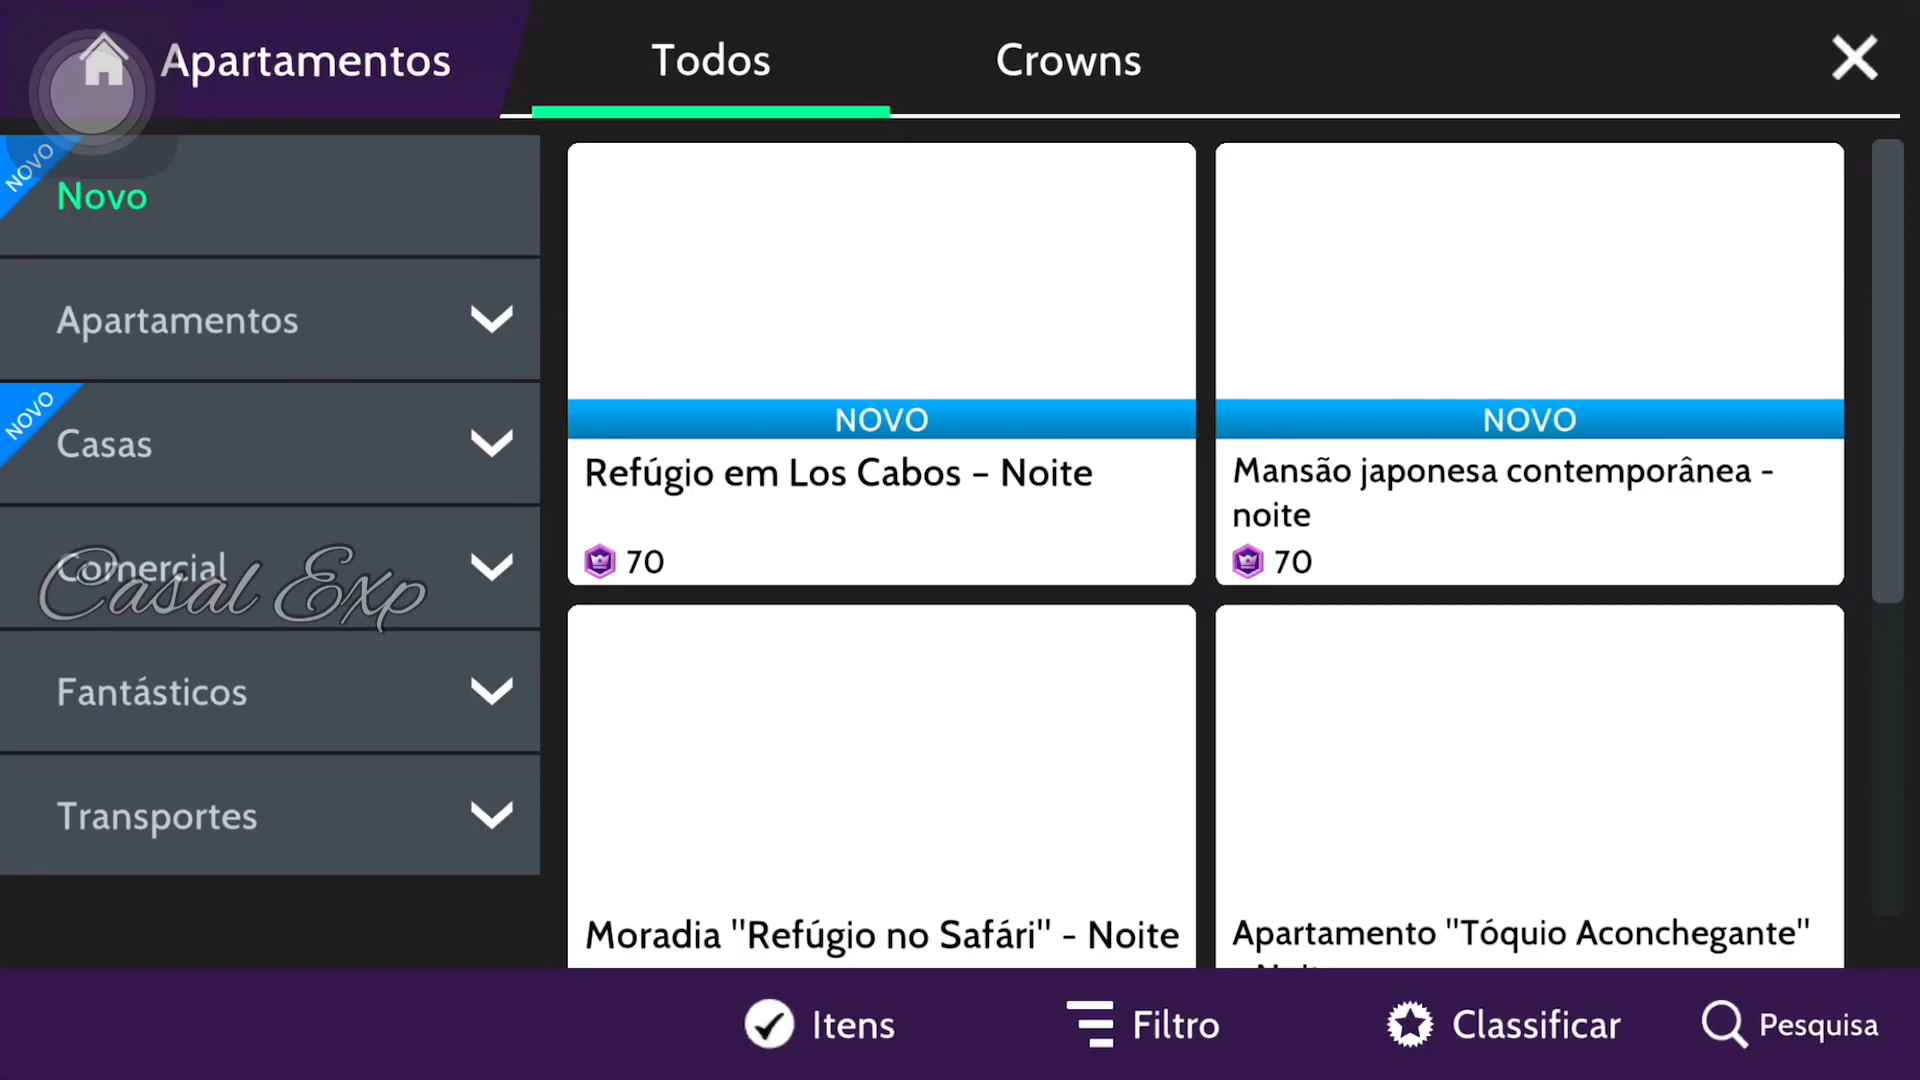 Apartamentos
Todos
Crowns
NOVO
Novo
Apartamentos
NOVO
Casas
Comercial
Casal Exp
Fantásticos
Transportes
NOVO
Refúgio em Los Cabos – Noite
70
NOVO
Mansão japonesa contemporânea -
noite
70
Moradia "Refúgio no Safári" - Noite
Apartamento "Tóquio Aconchegante"
Itens
Filtro
Classificar
Pesquisa